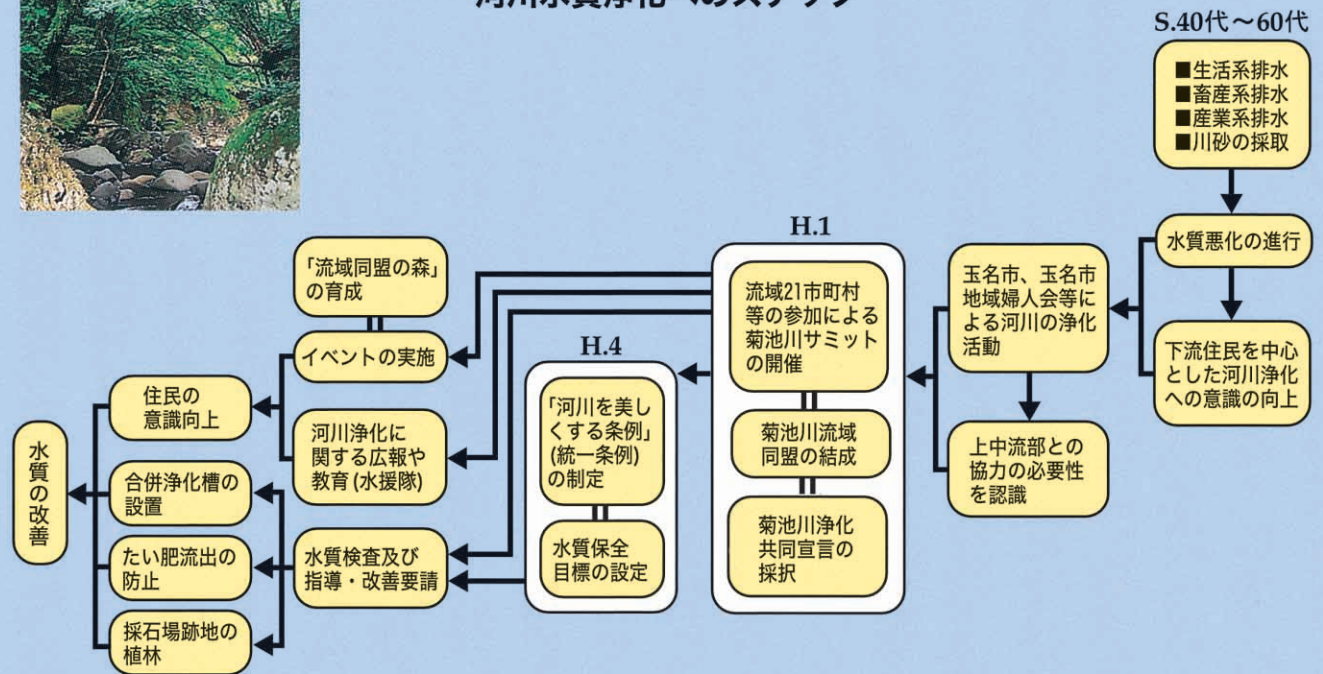 河川水質浄化へのステップ
S.40代～60代
■生活系排水
■畜産系排水
■産業系排水
■川砂の採取
水質悪化の進行
下流住民を中心
とした河川浄化
への意識の向上
玉名市、玉名市
地域婦人会等に
よる河川の浄化
活動
上中流部との
協力の必要性
を認識
H.1
流域21市町村
等の参加による
菊池川サミット
の開催
菊池川流域
同盟の結成
菊池川浄化
共同宣言の
採択
H.4
「河川を美し
くする条例」
(統一条例)
の制定
水質保全
目標の設定
「流域同盟の森」
の育成
イベントの実施
河川浄化に
関する広報や
教育(水援隊)
水質検査及び
指導・改善要請
住民の
意識向上
合併浄化槽の
設置
たい肥流出の
防止
採石場跡地の
植林
水質の改善